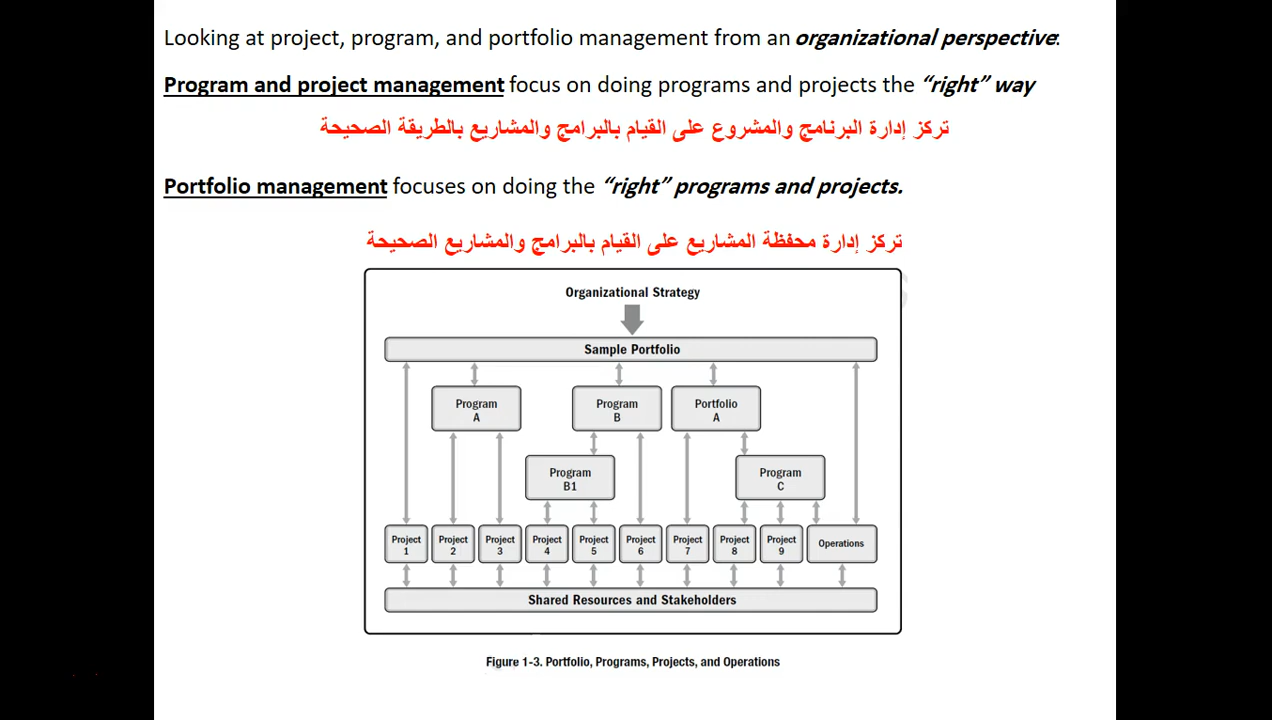 Looking at project, program, and portfolio management from an organizational perspective:
Program and project management focus on doing programs and projects the “right” way
تركز إدارة البرنامج والمشروع على القيام بالبرامج والمشاريع بالطريقة الصحيحة
Portfolio management focuses on doing the “right” programs and projects.
تركز إدارة محفظة المشاريع على القيام بالبرامج والمشاريع الصحيحة
Organizational Strategy
Sample Portfolio
Program
A
Program
B
Portfolio
A
Program
B1
Program
C
Project
1
Project
2
Project
3
Project
4
Project
5
Project
6
Project
7
Project
8
Project
9
Operations
Shared Resources and Stakeholders
Figure 1-3. Portfolio, Programs, Projects, and Operations